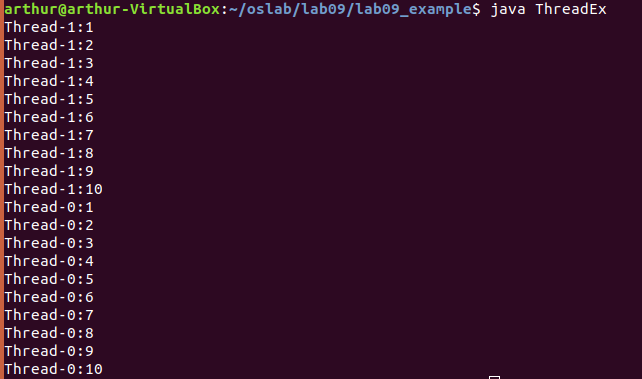 arthur@arthur-VirtualBox:~/oslab/lab09/lab09_example$ java ThreadEx
Thread-1:1
Thread-1:2
Thread-1:3
Thread-1:4
Thread-1:5
Thread-1:6
Thread-1:7
Thread-1:8
Thread-1:9
Thread-1:10
Thread-0:1
Thread-0:2
Thread-0:3
Thread-0:4
Thread-0:5
Thread-0:6
Thread-0:7
Thread-0:8
Thread-0:9
Thread-0:10